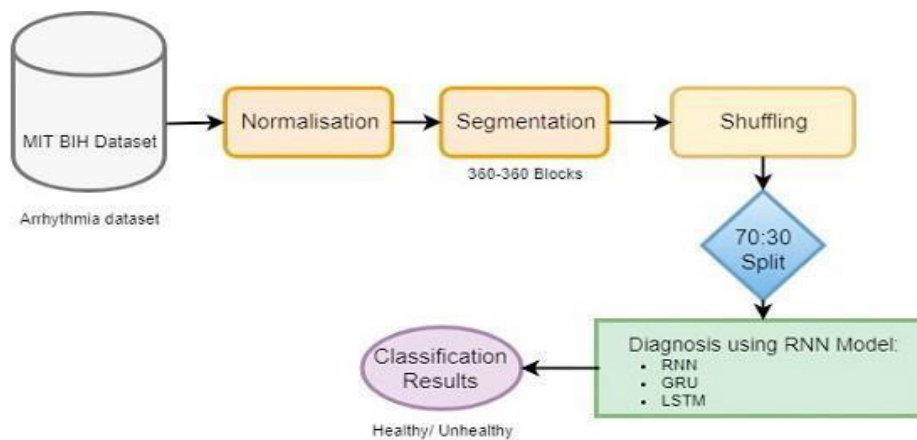 MIT BIH Dataset
Arrhythmia dataset
Normalisation
Segmentation
360-360 Blocks
Shuffling
70:30
Split
Diagnosis using RNN Model:
• RNN
• GRU
• LSTM
Classification
Results
Healthy/ Unhealthy